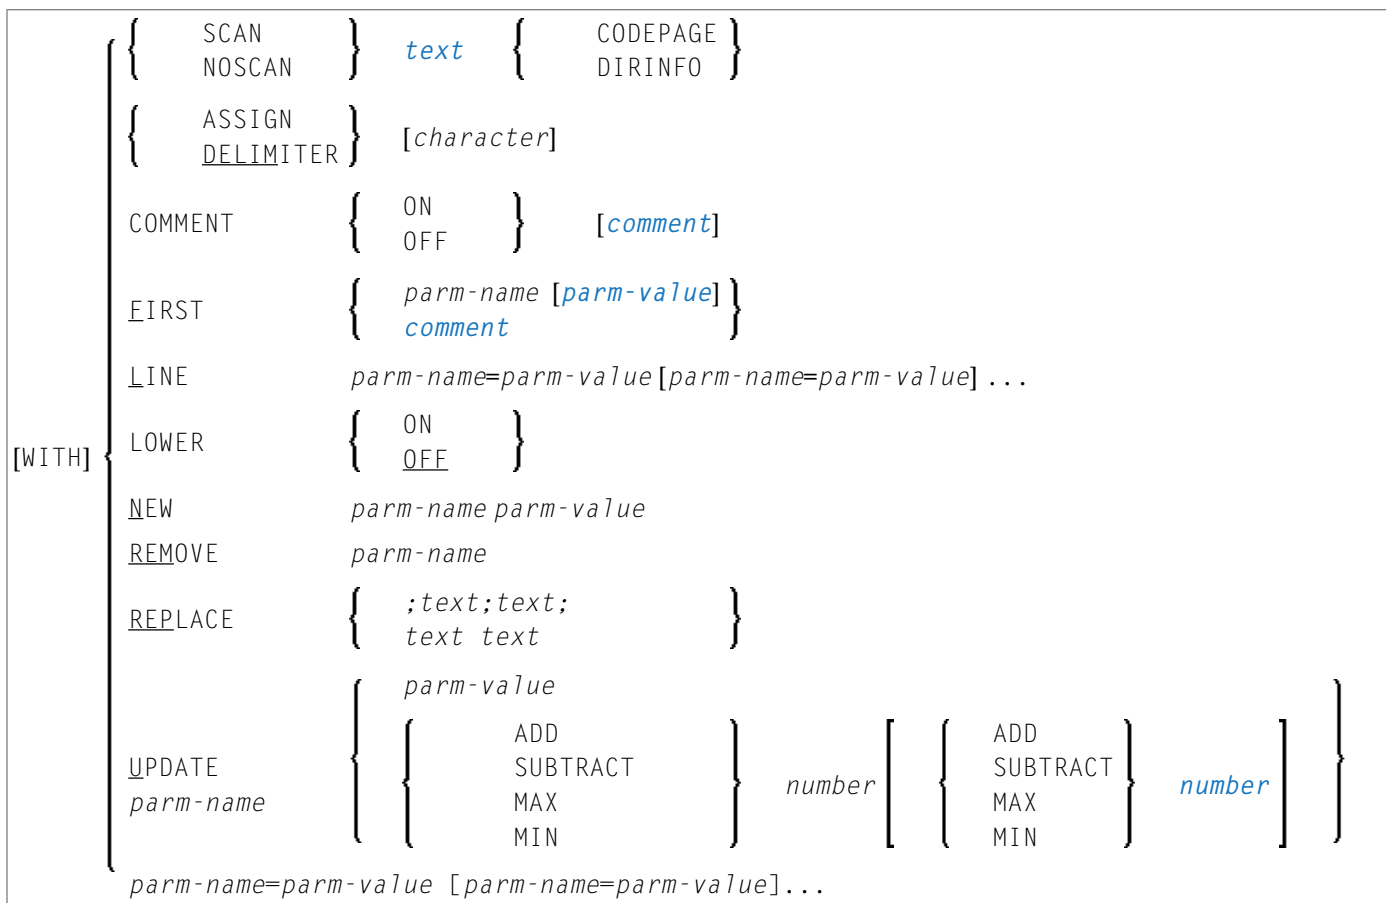 SCAN
NOSCAN
text
CODEPAGE
DIRINFO
ASSIGN
DELIMITER
[character]
COMMENT
ON
OFF
[comment]
FIRST
parm-name [parm-value]
comment
LINE parm-name=parm-value [parm-name=parm-value] ...
[WITH]
LOWER
ON
OFF
NEW parm-name parm-value
REMOVE parm-name
REPLACE
;text;text;
text text
UPDATE
parm-name
parm-value
ADD
SUBTRACT
MAX
MIN
number
ADD
SUBTRACT
MAX
MIN
number
parm-name=parm-value [parm-name=parm-value]...